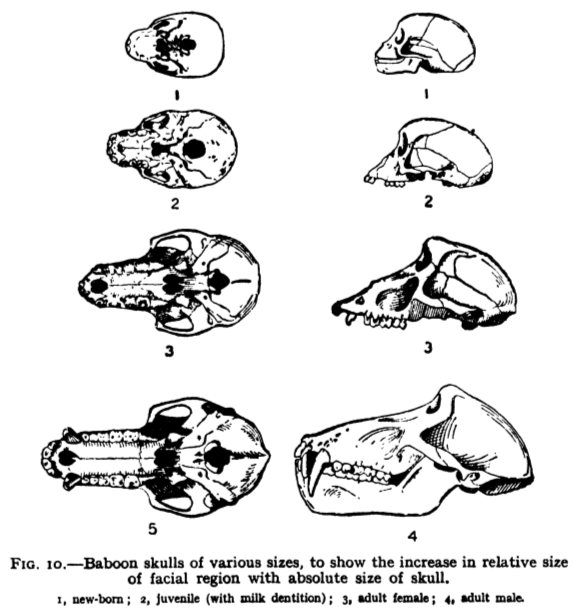 1 1
2 2
3 3
5 4
FIG. 10.—Baboon skulls of various sizes, to show the increase in relative size
of facial region with absolute size of skull.
1, new-born; 2, juvenile (with milk dentition); 3, adult female; 4, adult male.